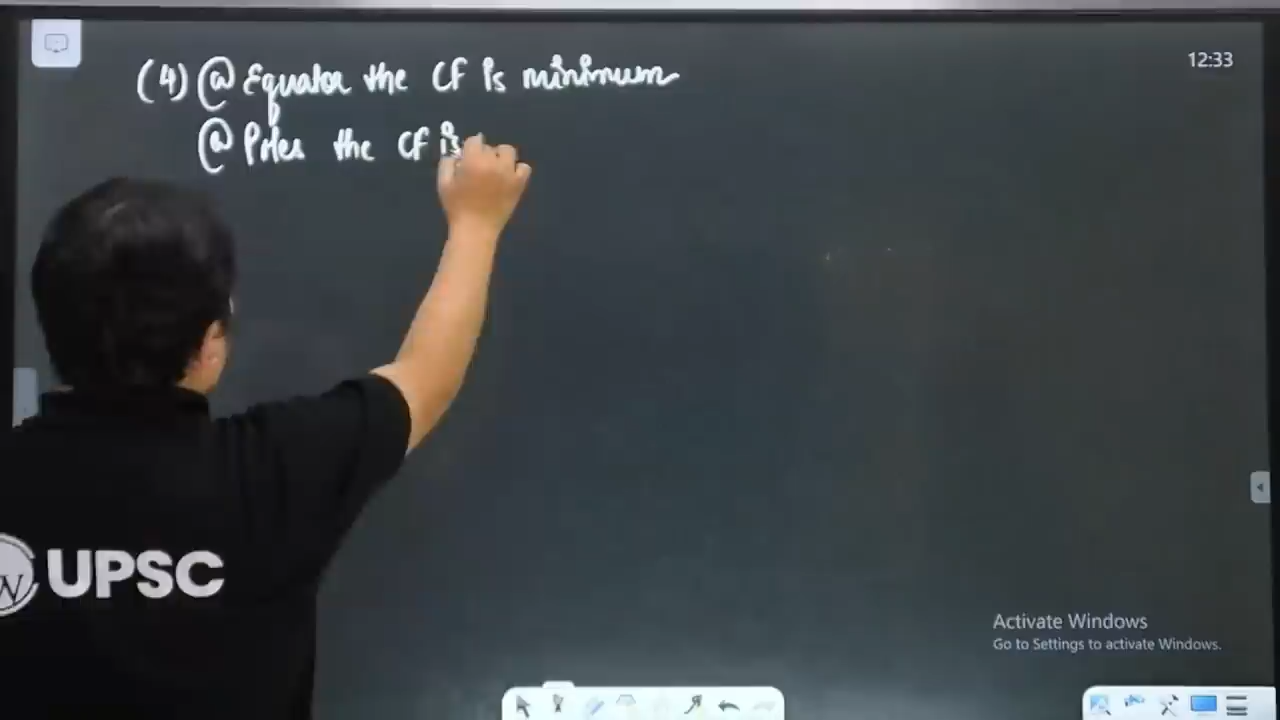 12:33
(4) @ Equator the CF is minimum
@ Poles the CF is
W UPSC
Activate Windows
Go to Settings to activate Windows.